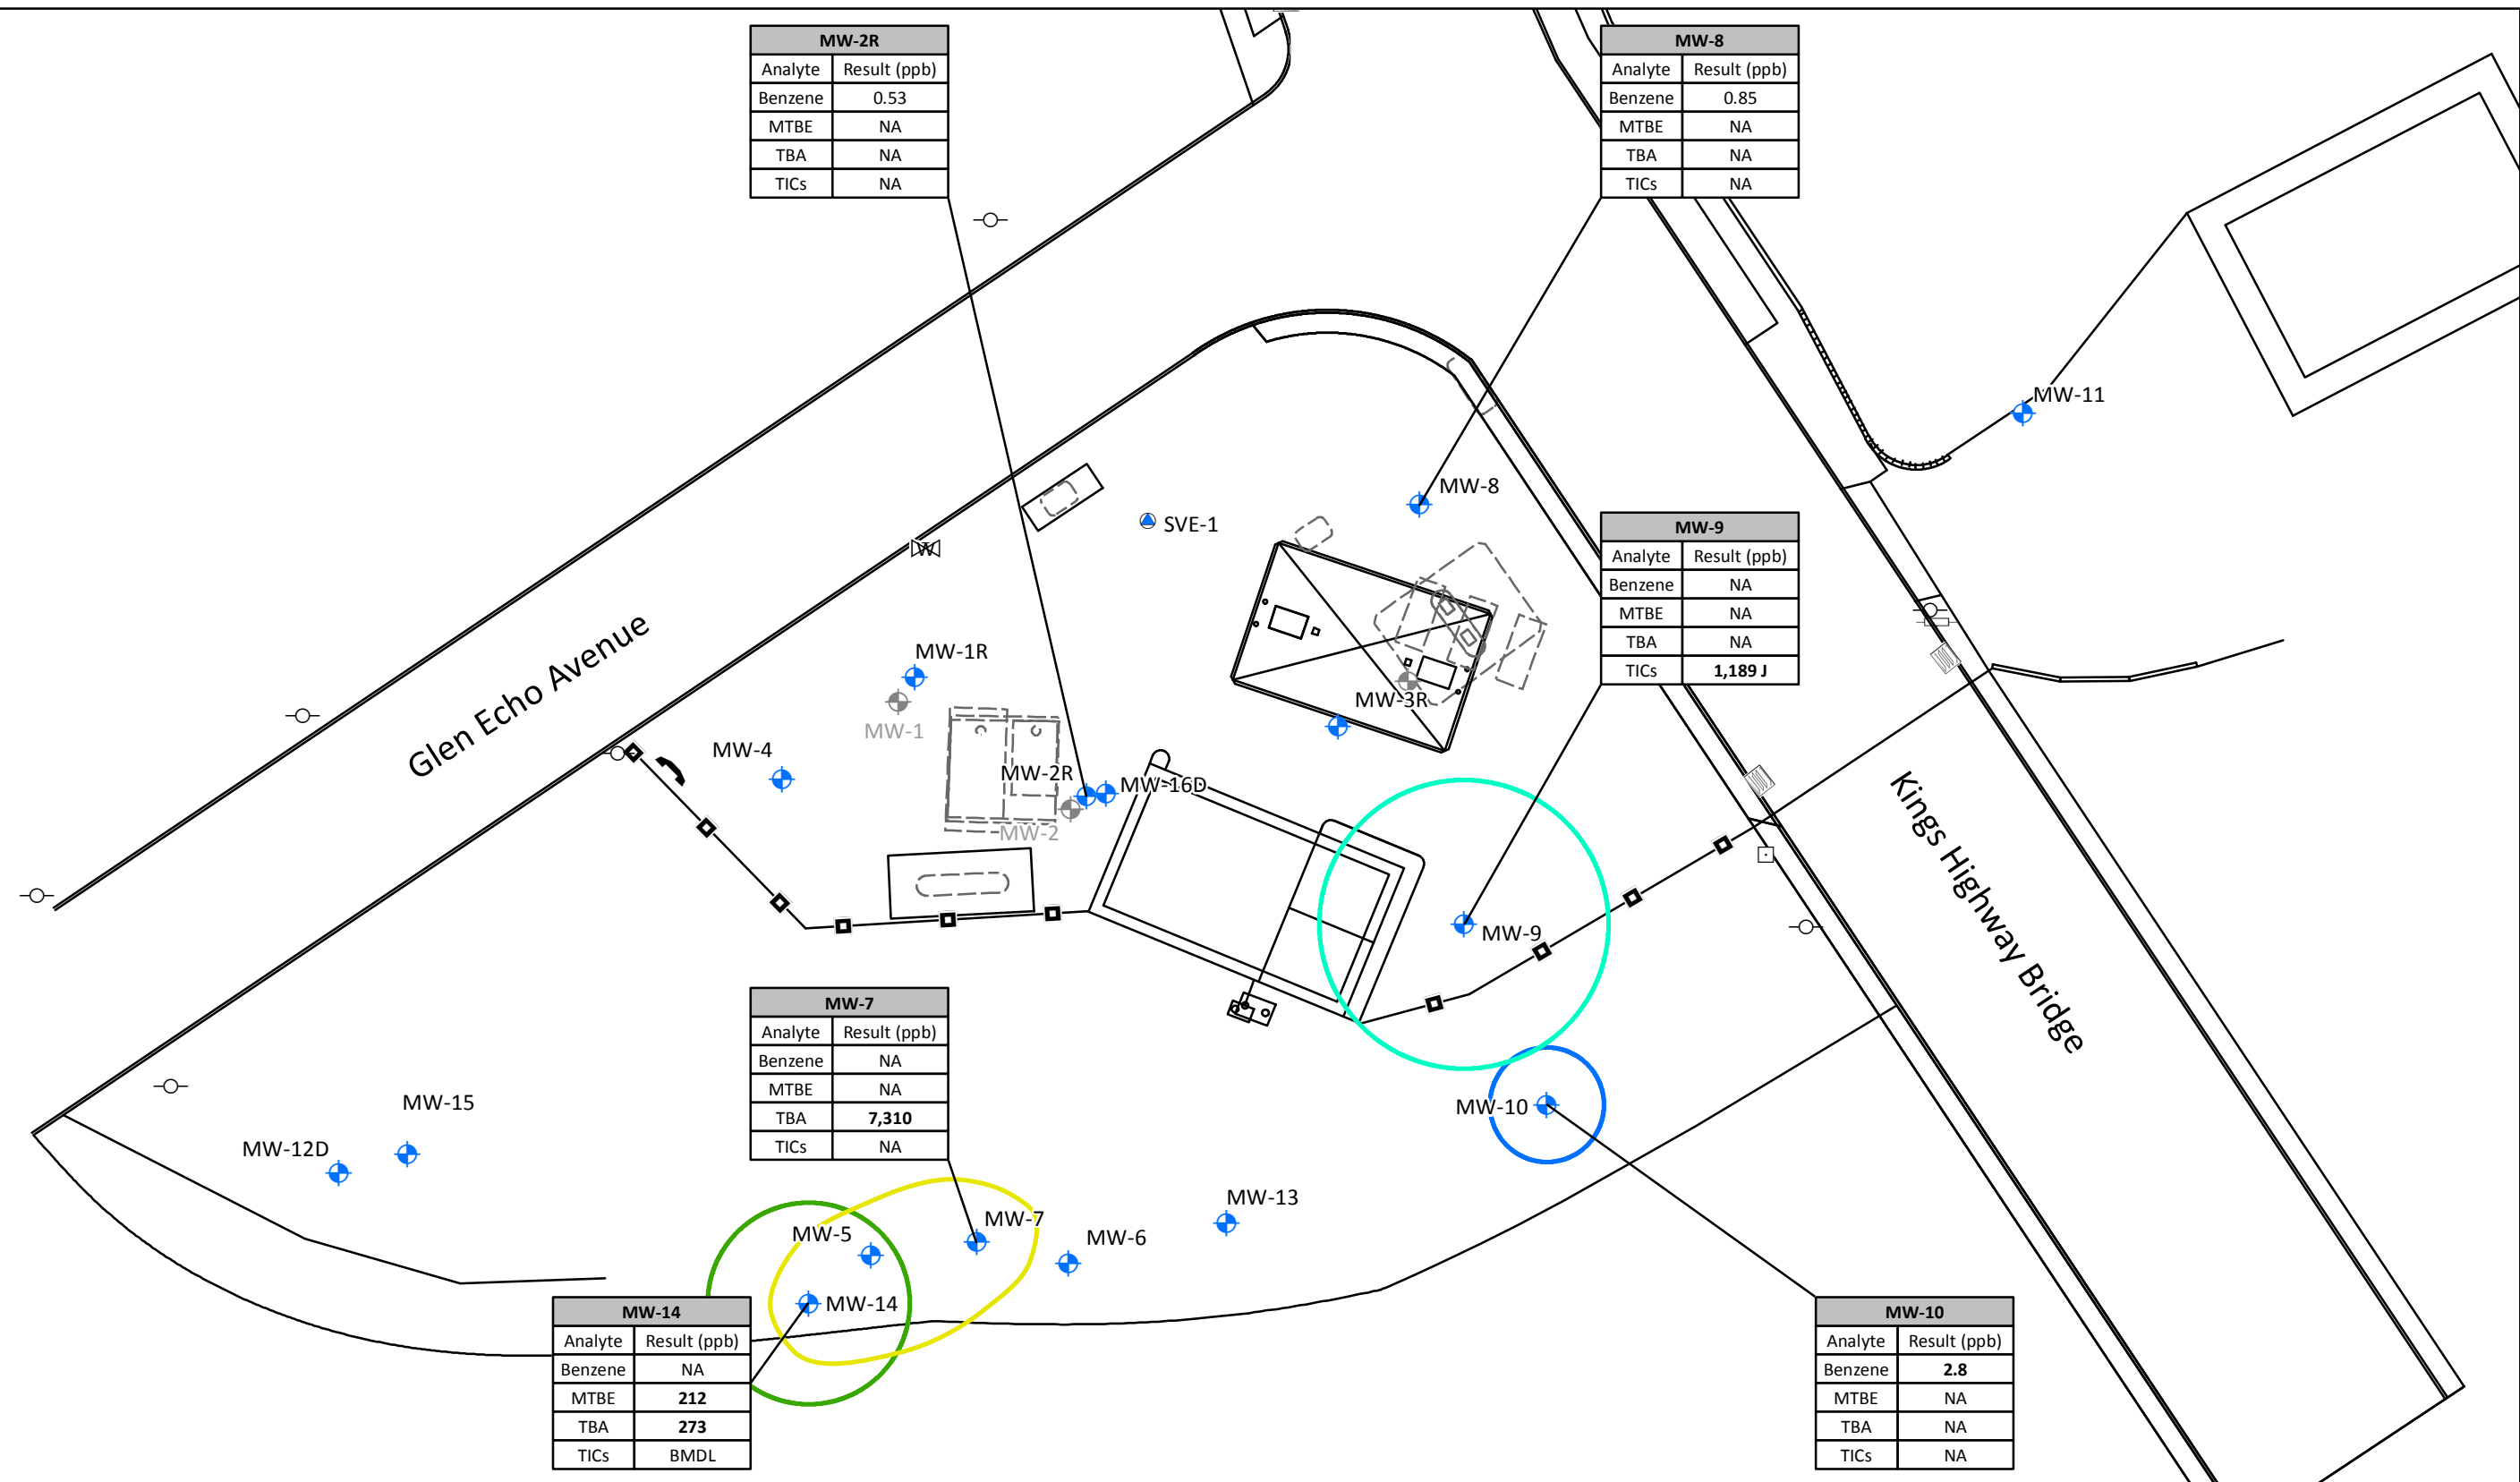 MW-2R
Analyte Result (ppb)
Benzene 0.53
MTBE NA
TBA NA
TICs NA
MW-8
Analyte Result (ppb)
Benzene 0.85
MTBE NA
TBA NA
TICs NA
MW-11
MW-8
SVE-1
W
MW-9
Analyte Result (ppb)
Benzene NA
MTBE NA
TBA NA
TICs 1,189 J
Glen Echo Avenue
MW-1R
MW-1
MW-3R
MW-4
MW-2R
MW-16D
MW-2
Kings Highway Bridge
MW-9
MW-7
Analyte Result (ppb)
Benzene NA
MTBE NA
TBA 7,310
TICs NA
MW-10
MW-15
MW-12D
MW-13
MW-7
MW-5
MW-6
MW-14
MW-14
Analyte Result (ppb)
Benzene NA
MTBE 212
TBA 273
TICs BMDL
MW-10
Analyte Result (ppb)
Benzene 2.8
MTBE NA
TBA NA
TICs NA